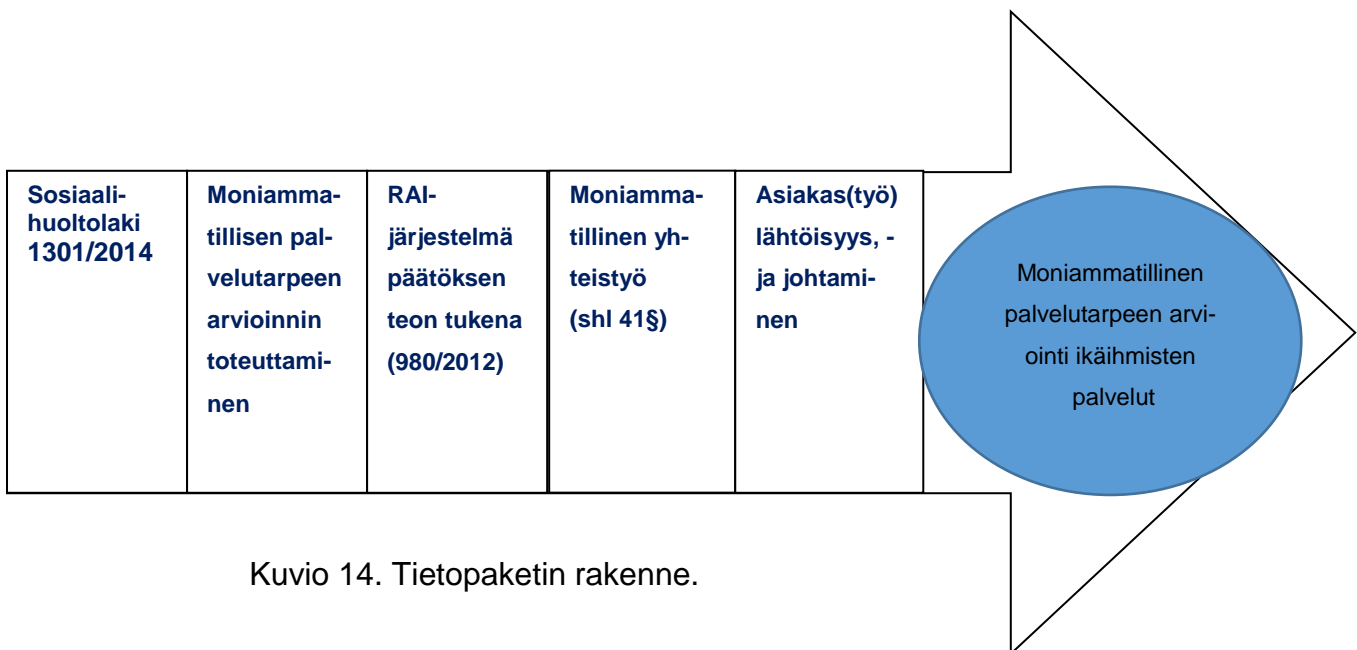 Sosiaali-
huoltolaki
1301/2014
Moniamma-
tillisen pal-
velutarpeen
arvioinnin
toteuttami-
nen
RAI-
järjestelmä
päätöksen
teon tukena
(980/2012)
Moniamma-
tillinen yh-
teistyö
(shl 41§)
Asiakas(työ)
lähtöisyys, -
ja johtami-
nen
Moniammatillinen
palvelutarpeen arvi-
ointi ikäihmisten
palvelut
Kuvio 14. Tietopaketin rakenne.